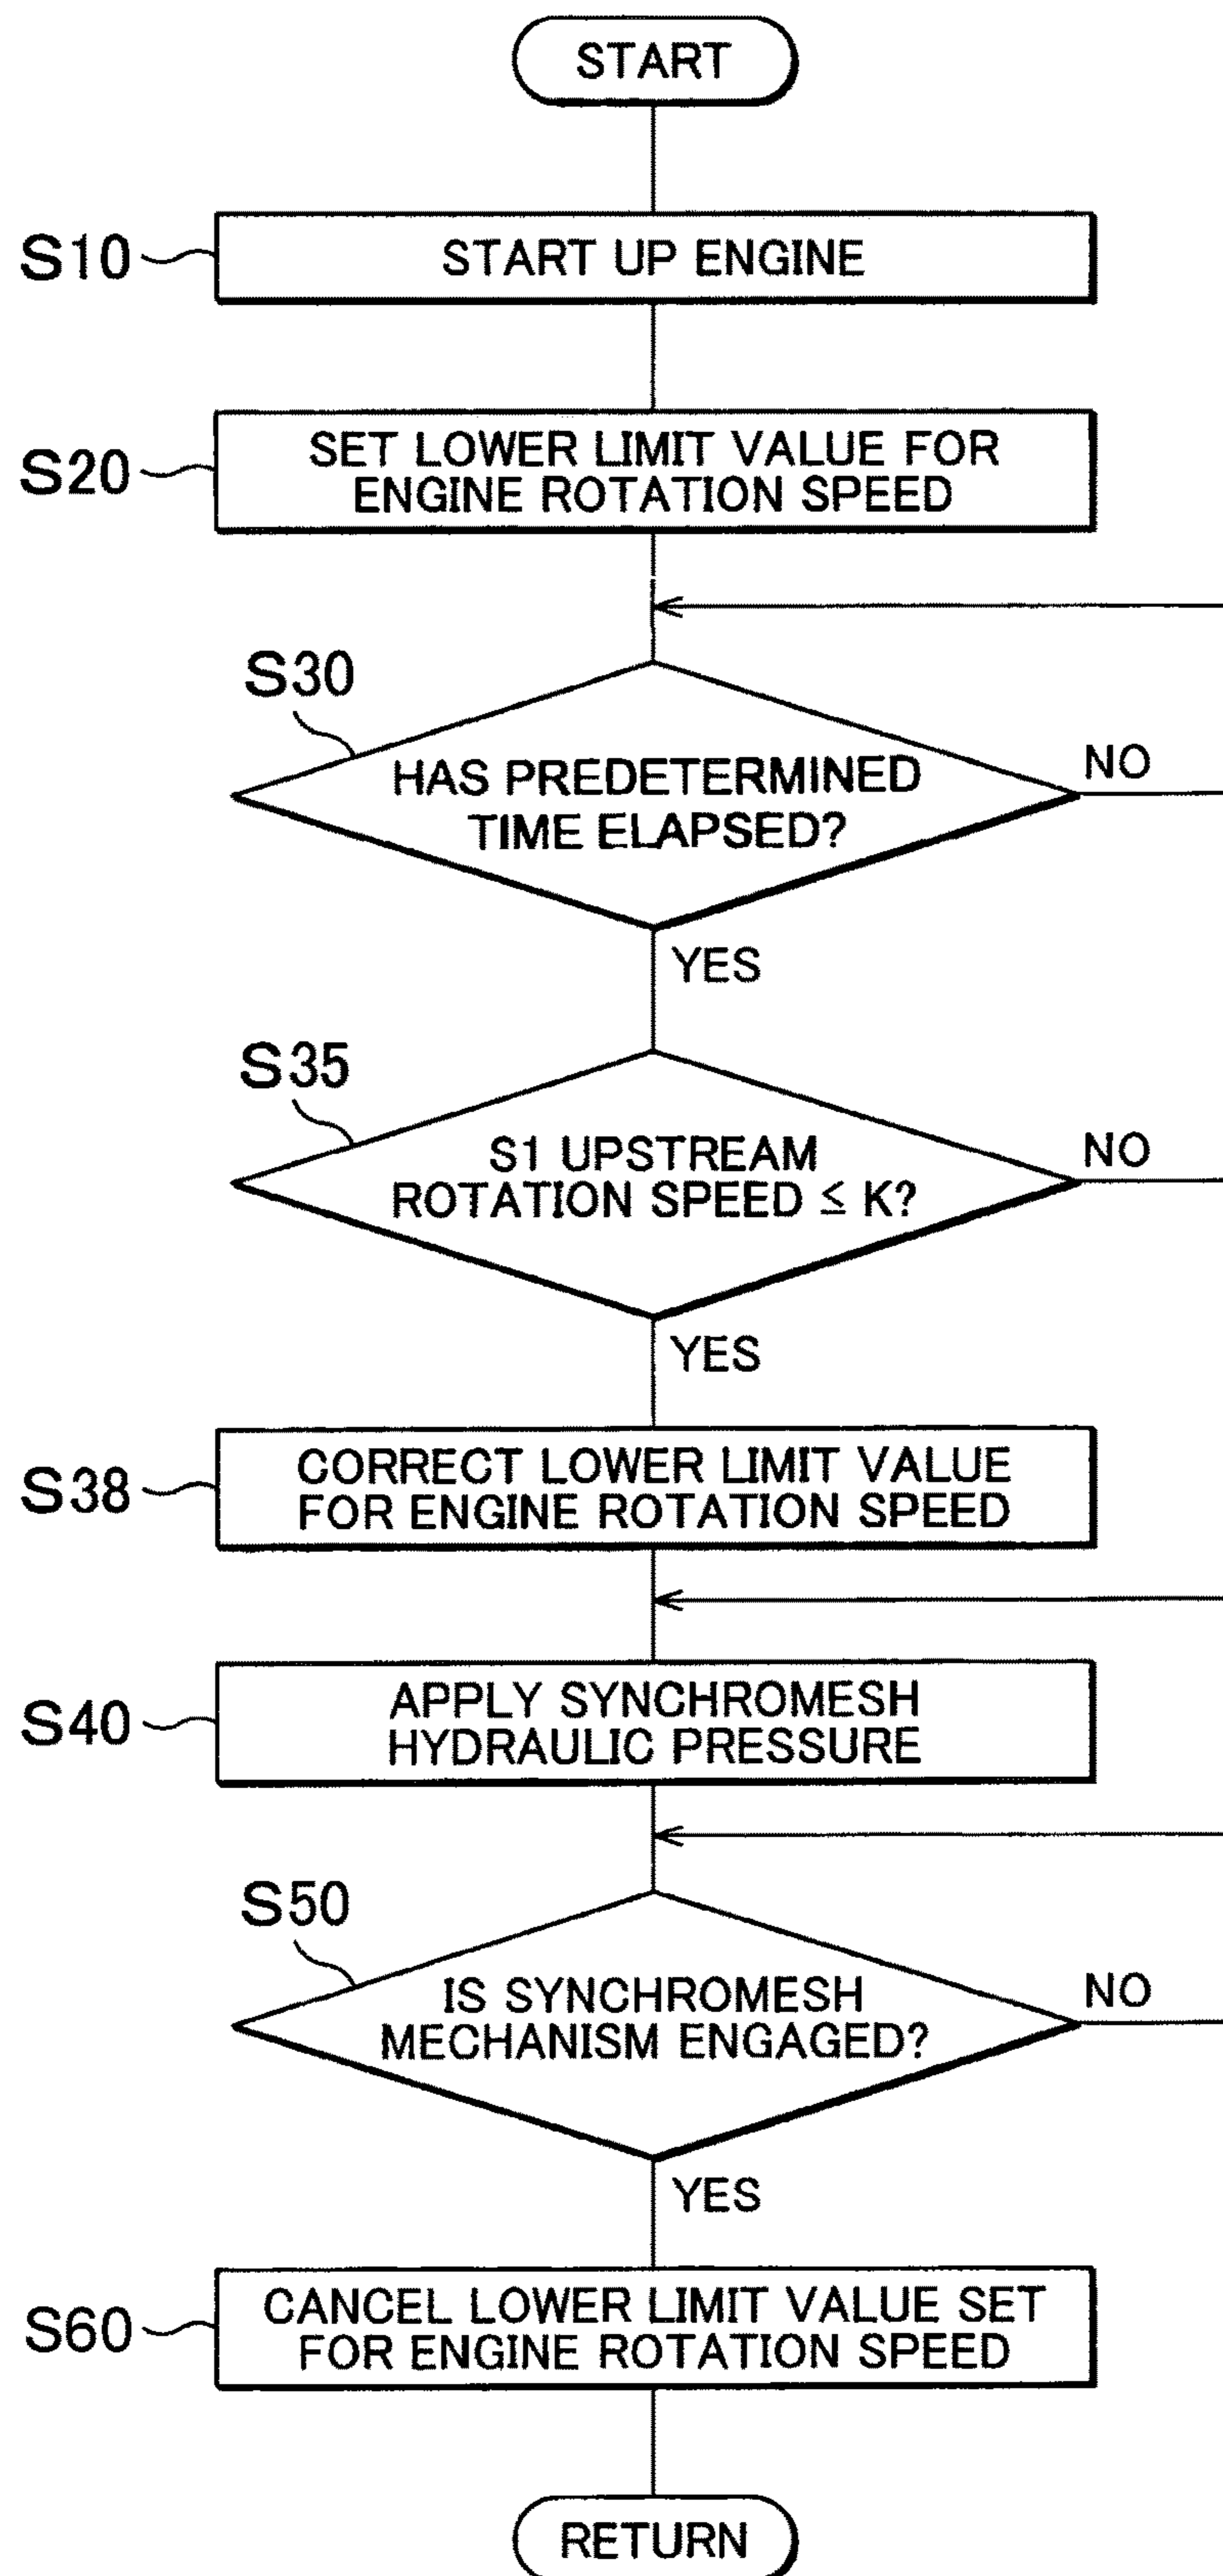 START
S10
START UP ENGINE
S20
SET LOWER LIMIT VALUE FOR
ENGINE ROTATION SPEED
S30
HAS PREDETERMINED
TIME ELAPSED?
NO
YES
S35
S1 UPSTREAM
ROTATION SPEED ≤ K?
NO
YES
S38
CORRECT LOWER LIMIT VALUE
FOR ENGINE ROTATION SPEED
S40
APPLY SYNCHROMESH
HYDRAULIC PRESSURE
S50
IS SYNCHROMESH
MECHANISM ENGAGED?
NO
YES
S60
CANCEL LOWER LIMIT VALUE SET
FOR ENGINE ROTATION SPEED
RETURN